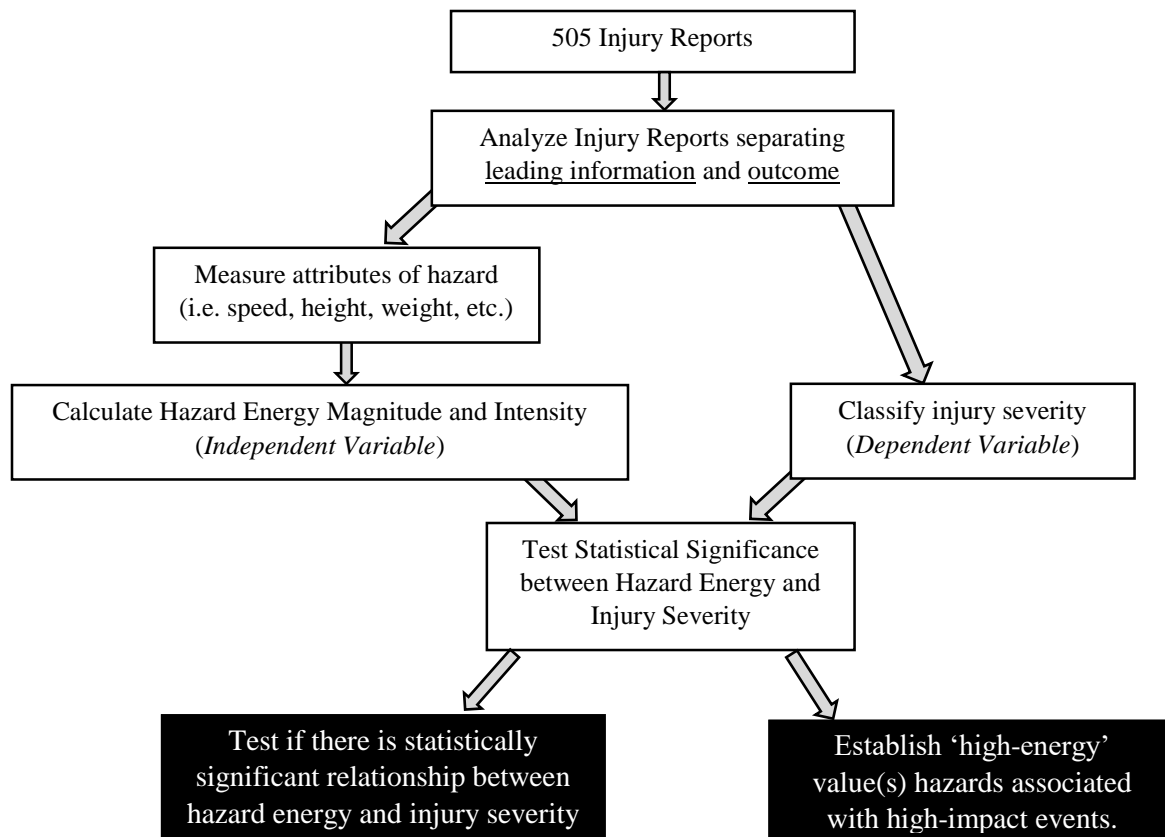 505 Injury Reports
Analyze Injury Reports separating
leading information and outcome
Measure attributes of hazard
(i.e. speed, height, weight, etc.)
Calculate Hazard Energy Magnitude and Intensity
(Independent Variable)
Classify injury severity
(Dependent Variable)
Test Statistical Significance
between Hazard Energy and
Injury Severity
Test if there is statistically
significant relationship between
hazard energy and injury severity
Establish ‘high-energy’
value(s) hazards associated
with high-impact events.